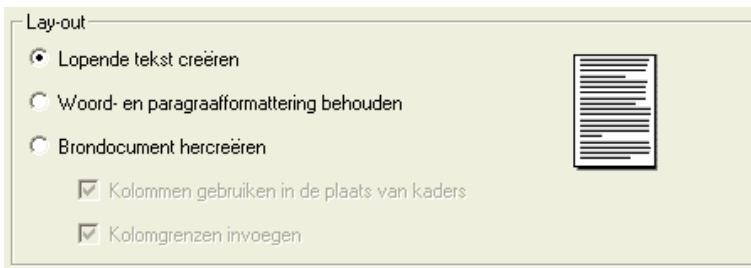 Lay-out
Lopende tekst creëren
Woord- en paragraafformattering behouden
Brondocument hercreëren
Kolommen gebruiken in de plaats van kaders
Kolomgrenzen invoegen